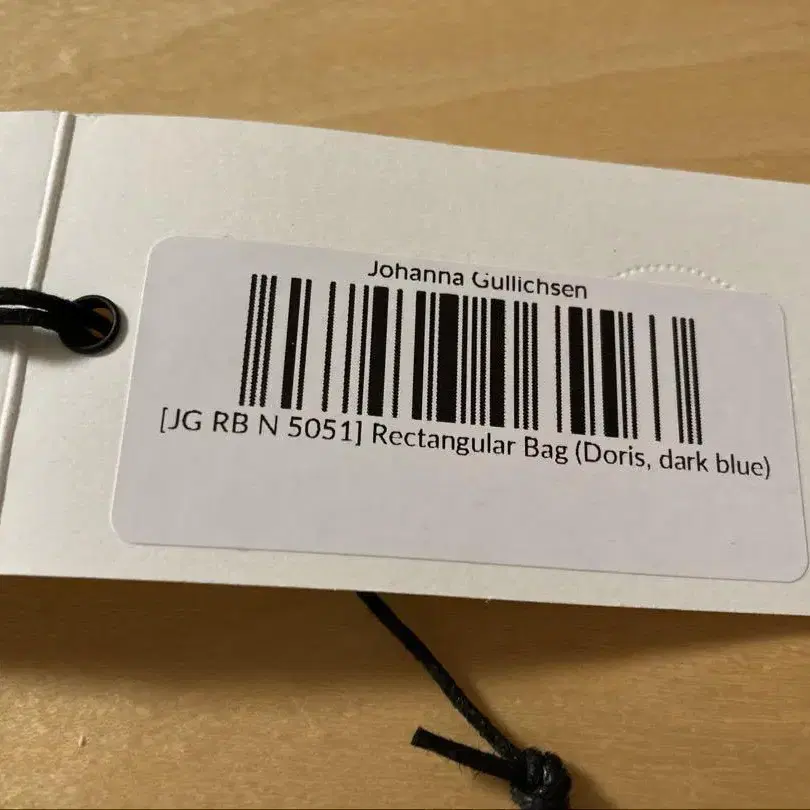 Johanna Gullichsen
[JG RB N 5051] Rectangular Bag (Doris, dark blue)